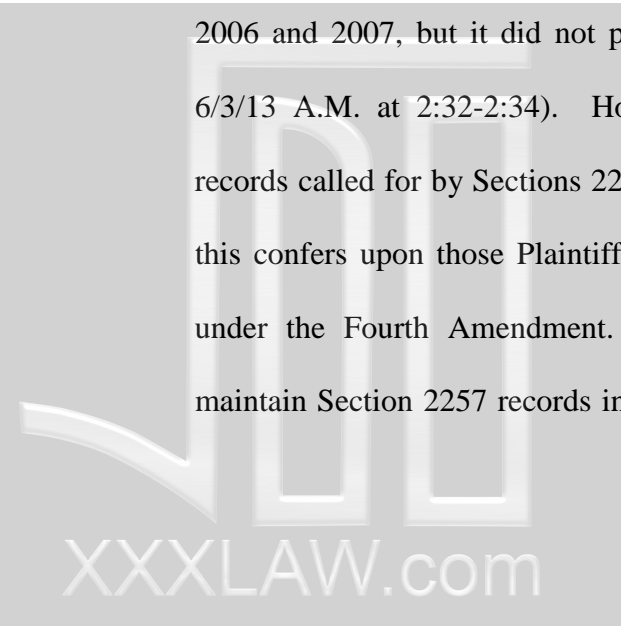 2006 and 2007, but it did not p
6/3/13 A.M. at 2:32-2:34). Ho
records called for by Sections 22
this confers upon those Plaintiff
under the Fourth Amendment.
maintain Section 2257 records in
XXXLAW.com